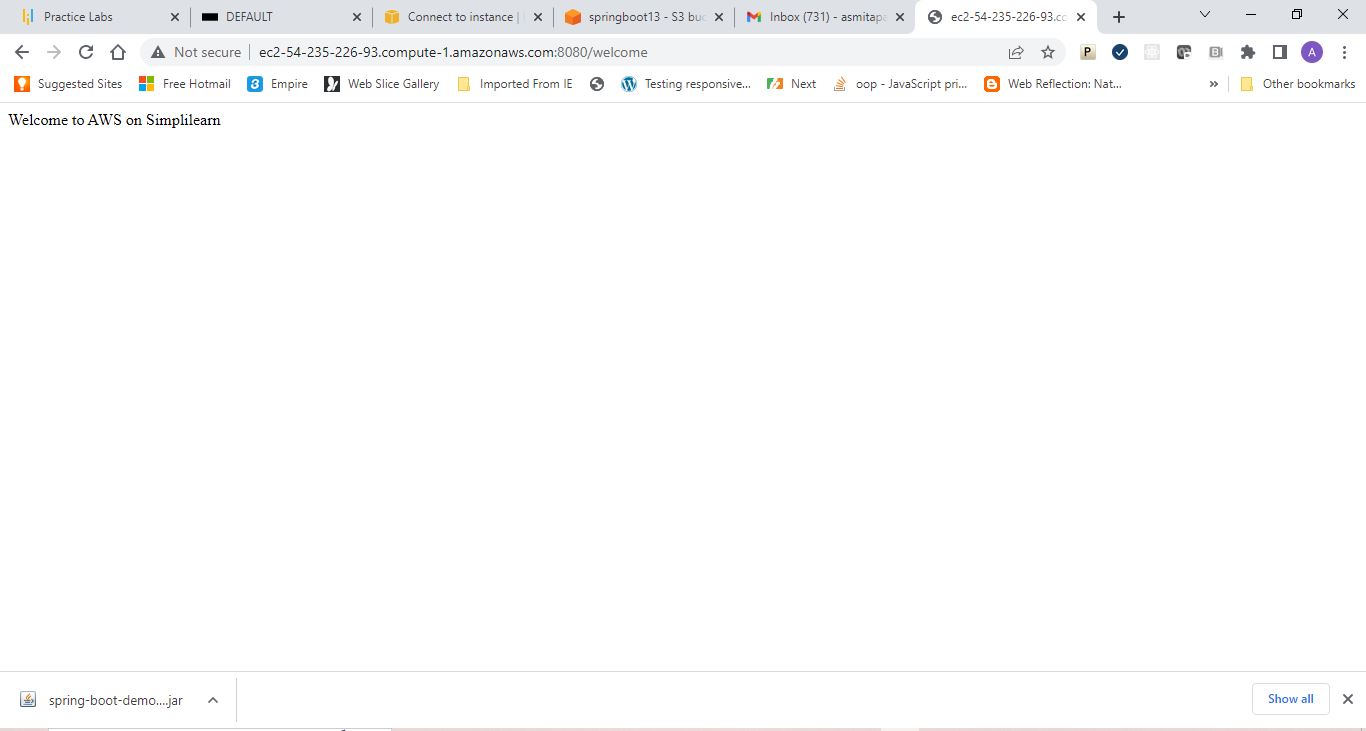 Practice Labs
DEFAULT
Connect to instance |
springboot13 - S3 buc
Inbox (731) - asmitapa
ec2-54-235-226-93.co
Not secure
ec2-54-235-226-93.compute-1.amazonaws.com:8080/welcome
P
A
Suggested Sites
Free Hotmail
Empire
Web Slice Gallery
Imported From IE
Testing responsive...
Next
oop - JavaScript pri...
Web Reflection: Nat...
»
Other bookmarks
Welcome to AWS on Simplilearn
spring-boot-demo....jar
Show all